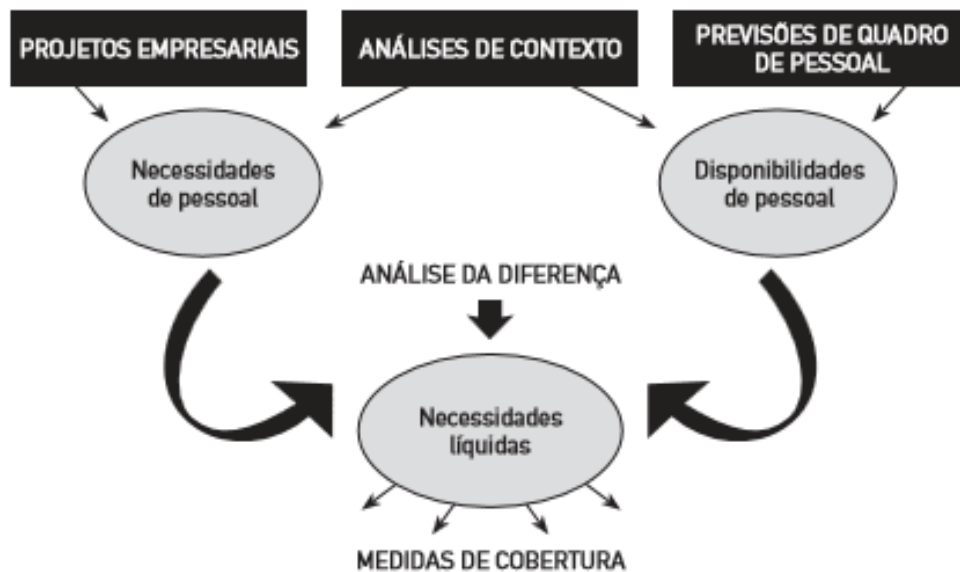 PROJETOS EMPRESARIAIS
ANÁLISES DE CONTEXTO
PREVISÕES DE QUADRO
DE PESSOAL
Necessidades
de pessoal
Disponibilidades
de pessoal
ANÁLISE DA DIFERENÇA
Necessidades
líquidas
MEDIDAS DE COBERTURA